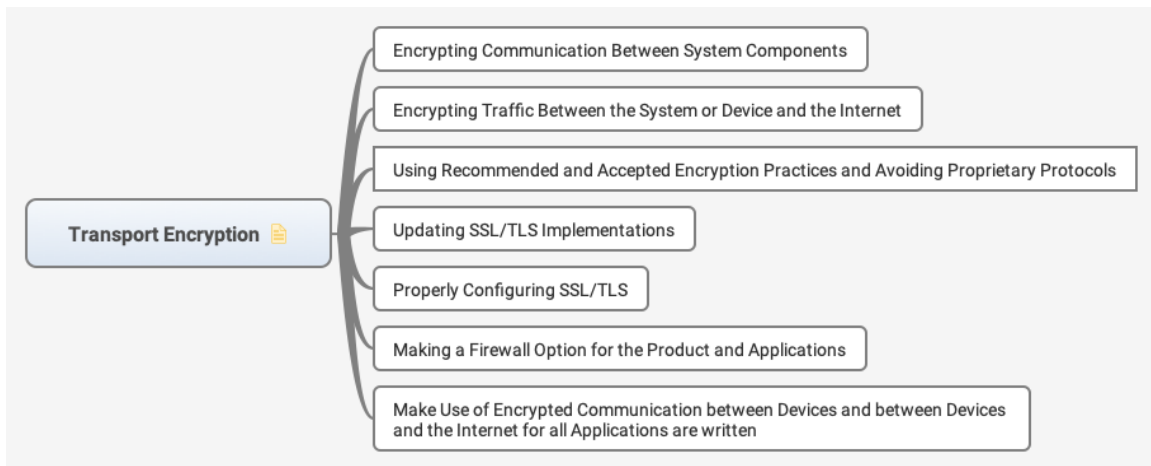 Encrypting Communication Between System Components
Encrypting Traffic Between the System or Device and the Internet
Using Recommended and Accepted Encryption Practices and Avoiding Proprietary Protocols
Transport Encryption
Updating SSL/TLS Implementations
Properly Configuring SSL/TLS
Making a Firewall Option for the Product and Applications
Make Use of Encrypted Communication between Devices and between Devices
and the Internet for all Applications are written